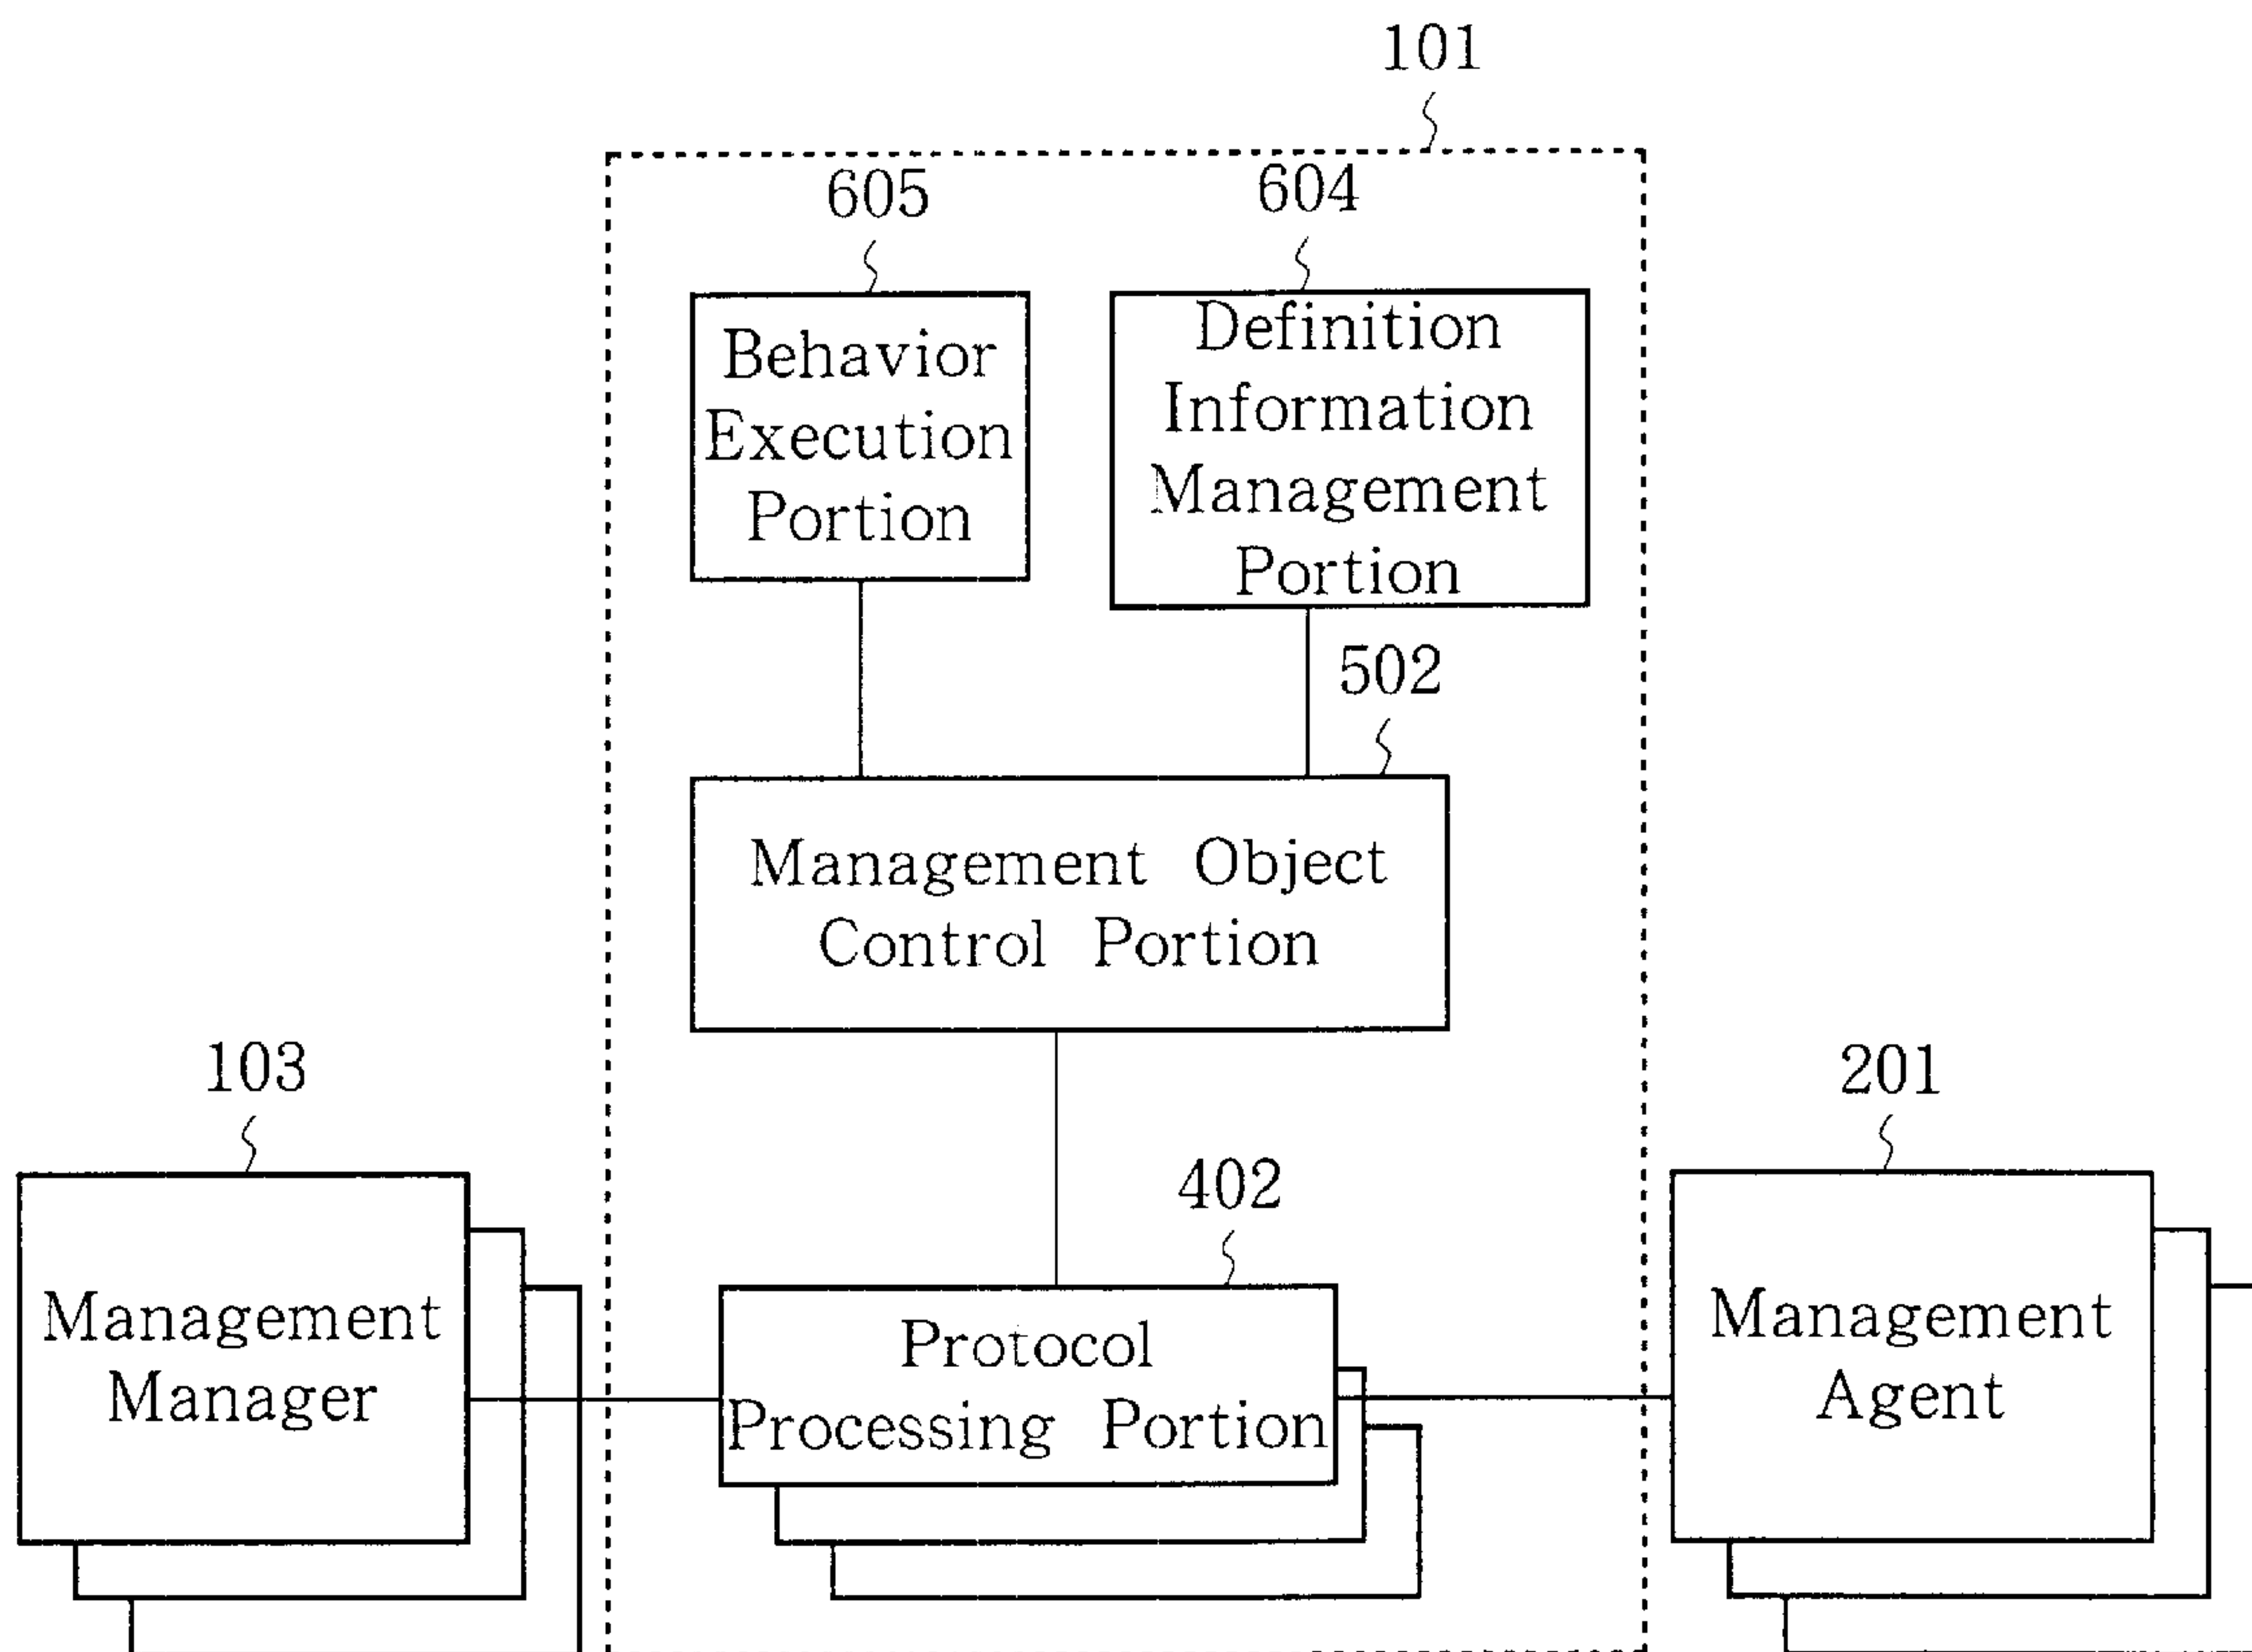 101
605
604
Behavior
Execution
Portion
Definition
Information
Management
Portion
502
Management Object
Control Portion
103
201
402
Management
Manager
Protocol
Processing Portion
Management
Agent